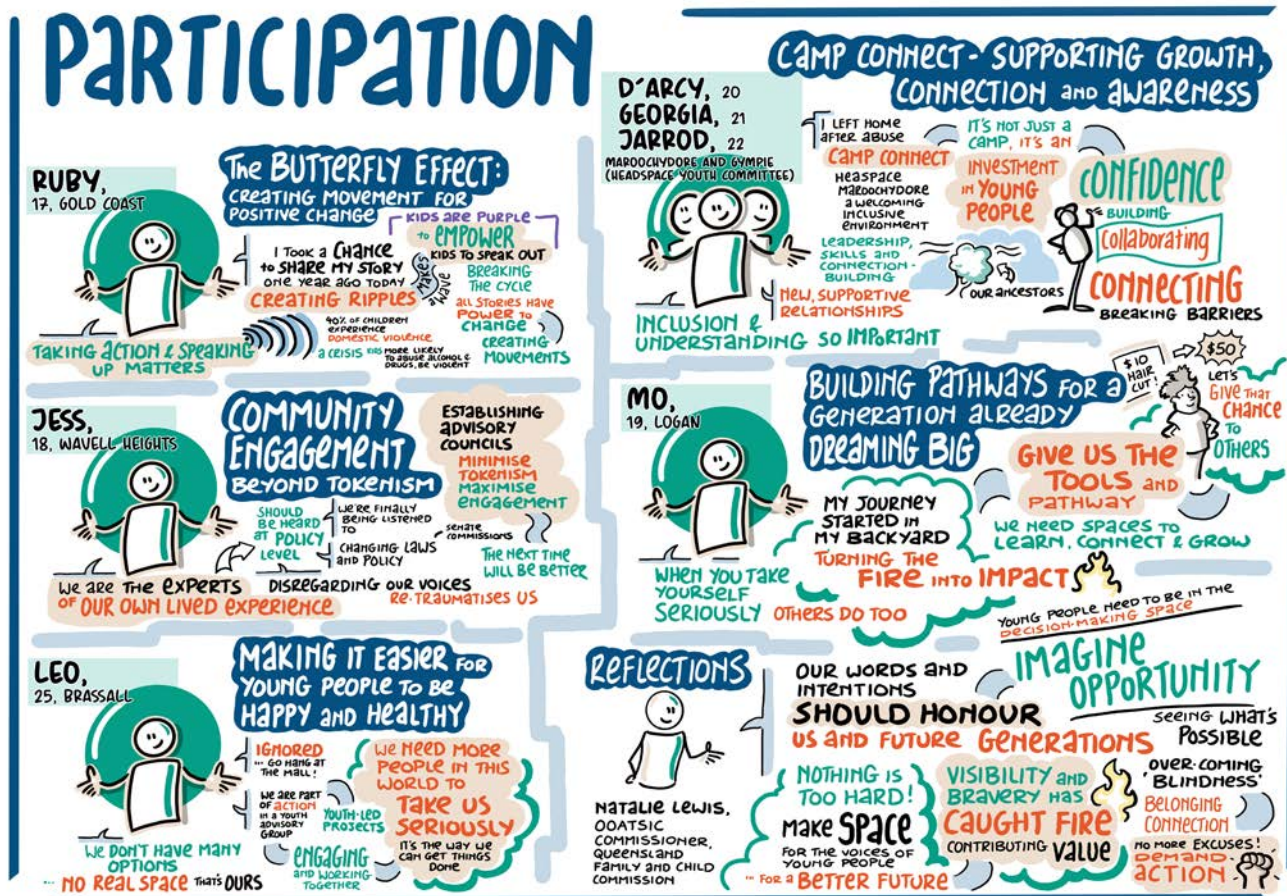 PARTICIPATION
RUBY,
17, GOLD COAST
The BUTTERFLY EFFECT:
CREATING MOVEMENT FOR
POSITIVE CHANGE
I TOOK A CHANCE
to SHARE MY STORY
ONE YEAR AGO TODAY
CREATING RIPPLES
MAKES
WAVE
KIDS ARE PURPLE
to EMPOWER
KIDS TO SPEAK OUT
BREAKING
THE CYCLE
ALL STORIES HAVE
POWER to
CHANGE
CREATING
MOVEMENTS
40% OF CHILDREN
EXPERIENCE
DOMESTIC VIOLENCE
A CRISIS KIDS MORE LIKELY
TO ABUSE ALCOHOL &
DRUGS, BE VIOLENT
TAKING ACTION & SPEAKING
UP MATTERS
JESS,
18, WAVELL HEIGHTS
COMMUNITY
ENGAGEMENT
BEYOND TOKENISM
ESTABLISHING
ADVISORY
COUNCILS
MINIMISE
TOKENISM
MAXIMISE
ENGAGEMENT
SHOULD
BE HEARD
AT POLICY
LEVEL
WE'RE FINALLY
BEING LISTENED
TO
CHANGING LAWS
AND POLICY
SENATE
COMMISSIONS
THE NEXT TIME
WILL BE BETTER
WE ARE THE EXPERTS
OF OUR OWN LIVED EXPERIENCE
DISREGARDING OUR VOICES
RE-TRAUMATISES US
LEO,
25, BRASSALL
MAKING IT EASIER FOR
YOUNG PEOPLE TO BE
HAPPY AND HEALTHY
IGNORED
... GO HANG AT
THE MALL!
WE ARE PART
OF ACTION
IN A YOUTH
ADVISORY
GROUP
YOUTH-LED
PROJECTS
ENGAGING
AND WORKING
TOGETHER
WE NEED MORE
PEOPLE IN THIS
WORLD TO
TAKE US
SERIOUSLY
IT'S THE WAY WE
CAN GET THINGS
DONE
WE DON'T HAVE MANY
OPTIONS
... NO REAL SPACE THAT'S OURS
D'ARCY, 20
GEORGIA, 21
JARROD, 22
MAROOCHYDORE AND GYMPIE
(HEADSPACE YOUTH COMMITTEE)
CAMP CONNECT - SUPPORTING GROWTH,
CONNECTION AND AWARENESS
I LEFT HOME
AFTER ABUSE
CAMP CONNECT
HEASPACE
MAROOCHYDORE
A WELCOMING
INCLUSIVE
ENVIRONMENT
LEADERSHIP,
SKILLS AND
CONNECTION-
BUILDING
NEW, SUPPORTIVE
RELATIONSHIPS
IT'S NOT JUST A
CAMP, IT'S AN
INVESTMENT
IN YOUNG
PEOPLE
OUR ANCESTORS
CONFIDENCE
BUILDING
Collaborating
CONNECTING
BREAKING BARRIERS
INCLUSION &
UNDERSTANDING SO IMPORTANT
MO,
19, LOGAN
BUILDING PATHWAYS FOR A
GENERATION ALREADY
DREAMING BIG
$10
HAIR
CUT!
$50
LET'S
GIVE THAT
CHANCE
TO
OTHERS
GIVE US THE
TOOLS AND
PATHWAY
MY JOURNEY
STARTED IN
MY BACKYARD
TURNING THE
FIRE INTO IMPACT
WE NEED SPACES TO
LEARN, CONNECT & GROW
WHEN YOU TAKE
YOURSELF
SERIOUSLY OTHERS DO TOO
YOUNG PEOPLE NEED TO BE IN THE
DECISION-MAKING SPACE
REFLECTIONS
NATALIE LEWIS,
OOATSIC
COMMISSIONER,
QUEENSLAND
FAMILY AND CHILD
COMMISSION
OUR WORDS AND
INTENTIONS
SHOULD HONOUR
US AND FUTURE GENERATIONS
IMAGINE
OPPORTUNITY
SEEING WHAT'S
POSSIBLE
OVER-COMING
'BLINDNESS'
BELONGING
CONNECTION
NO MORE EXCUSES!
DEMAND
ACTION
NOTHING IS
TOO HARD!
MAKE SPACE
FOR THE VOICES OF
YOUNG PEOPLE
... FOR A BETTER FUTURE
VISIBILITY AND
BRAVERY HAS
CAUGHT FIRE
CONTRIBUTING VALUE